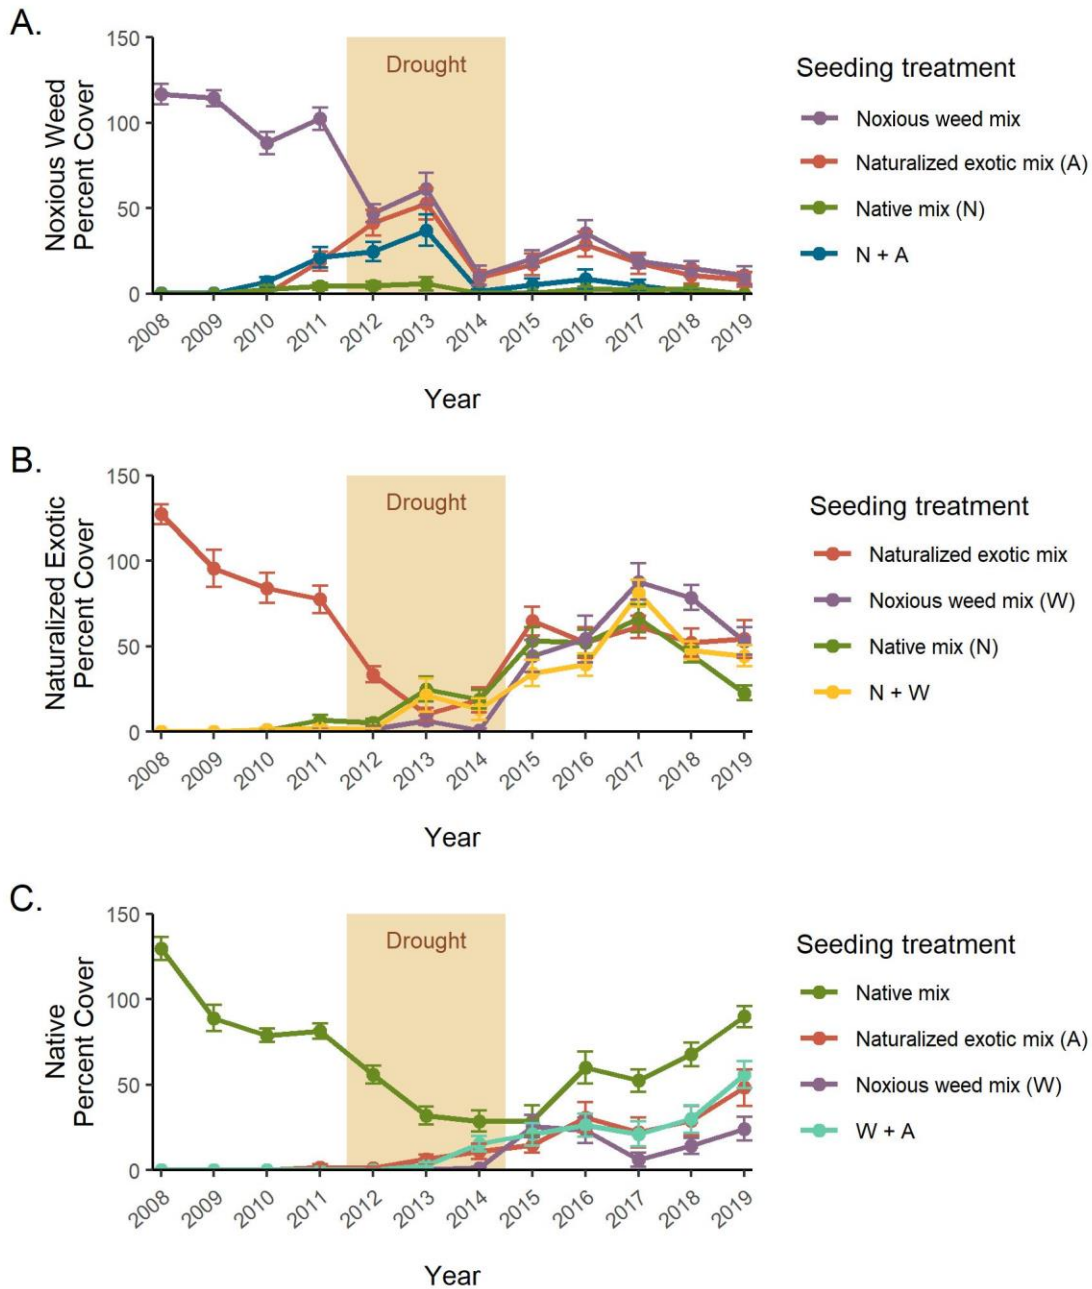 A.
Noxious Weed
Percent Cover
150
100
50
0
Drought
2008
2009
2010
2011
2012
2013
2014
2015
2016
2017
2018
2019
Year
Seeding treatment
Noxious weed mix
Naturalized exotic mix (A)
Native mix (N)
N + A
B.
Naturalized Exotic
Percent Cover
150
100
50
0
Drought
2008
2009
2010
2011
2012
2013
2014
2015
2016
2017
2018
2019
Year
Seeding treatment
Naturalized exotic mix
Noxious weed mix (W)
Native mix (N)
N + W
C.
Native
Percent Cover
150
100
50
0
Drought
2008
2009
2010
2011
2012
2013
2014
2015
2016
2017
2018
2019
Year
Seeding treatment
Native mix
Naturalized exotic mix (A)
Noxious weed mix (W)
W + A